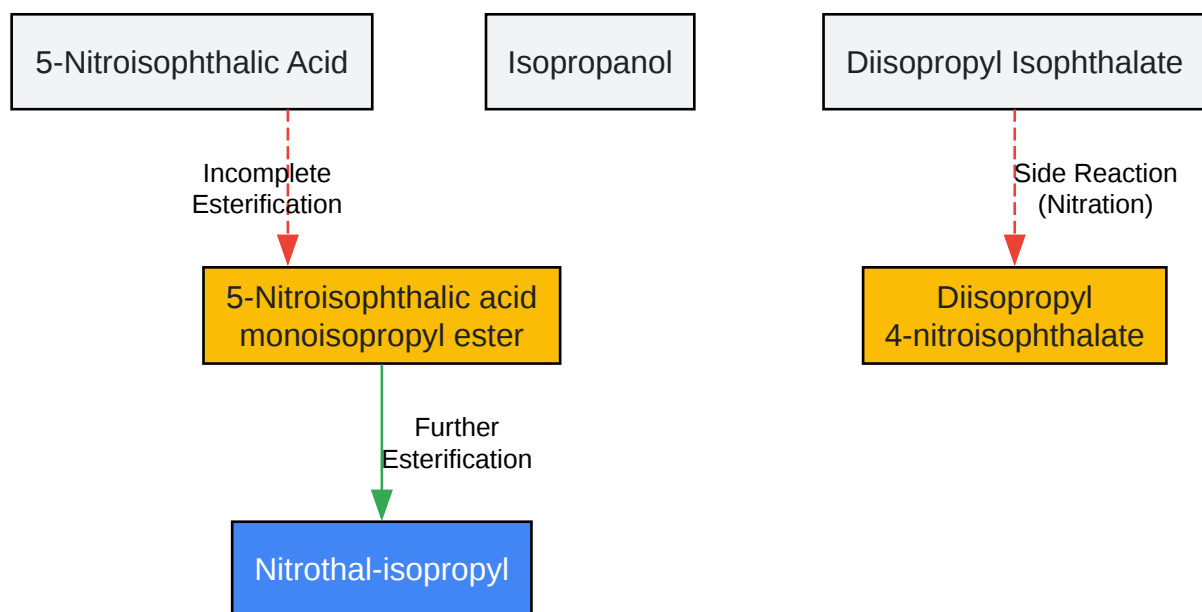 5-Nitroisophthalic Acid
Isopropanol
Diisopropyl Isophthalate
Incomplete
Esterification
Side Reaction
(Nitration)
5-Nitroisophthalic acid
monoisopropyl ester
Diisopropyl
4-nitroisophthalate
Further
Esterification
Nitrothal-isopropyl